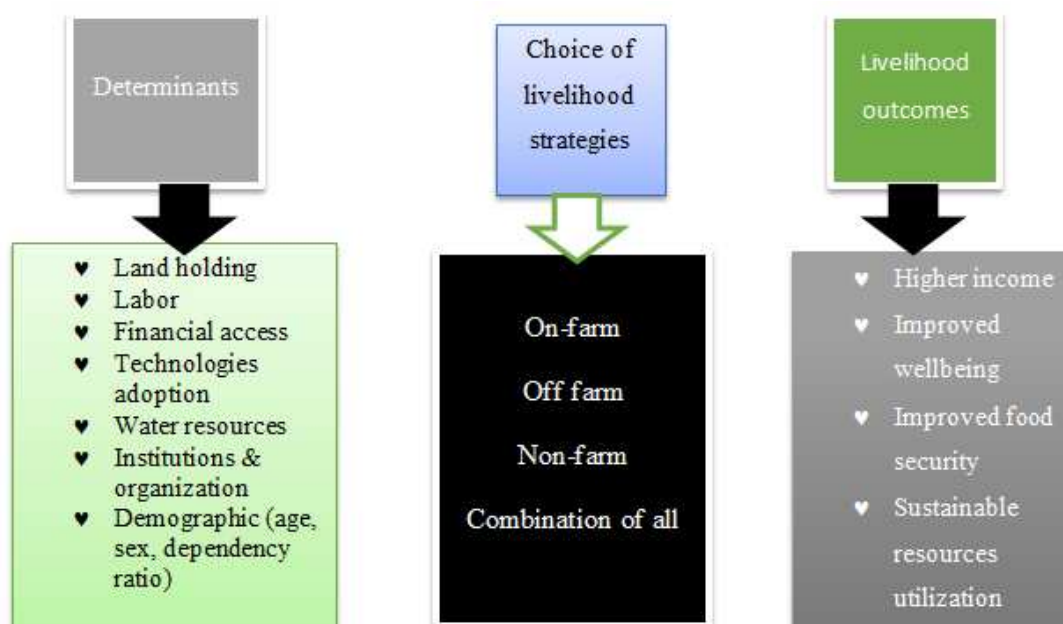 Determinants
♥ Land holding
♥ Labor
♥ Financial access
♥ Technologies
adoption
♥ Water resources
♥ Institutions &
organization
♥ Demographic (age,
sex, dependency
ratio)
Choice of
livelihood
strategies
On-farm
Off farm
Non-farm
Combination of all
Livelihood
outcomes
♥ Higher income
♥ Improved
wellbeing
♥ Improved food
security
♥ Sustainable
resources
utilization